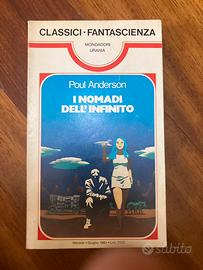 CLASSICI • FANTASCIENZA
MONDADORI
URANIA
Poul Anderson
I NOMADI
DELL'INFINITO
subito